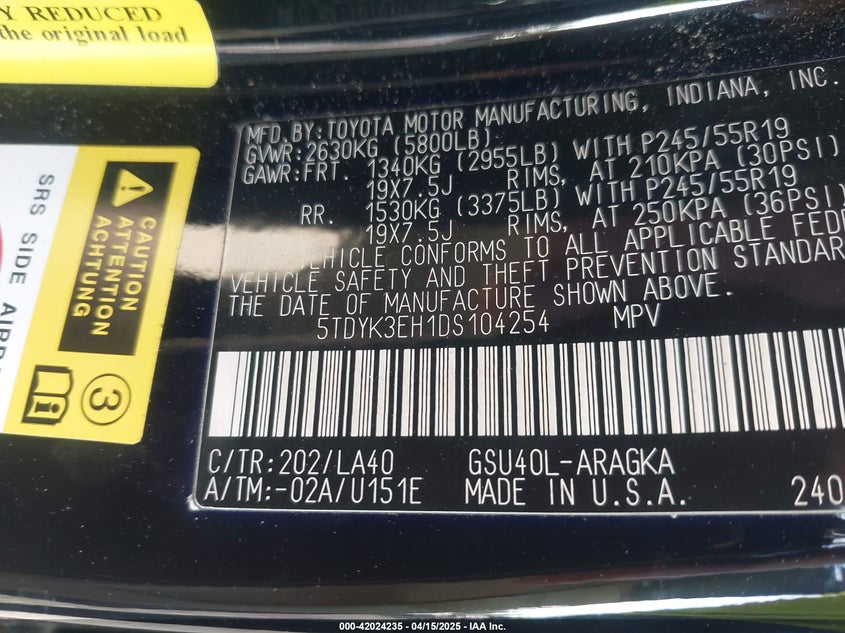 Y REDUCED
the original load
SRS SIDE AIRBA
CAUTION
ATTENTION
ACHTUNG
3
MFD.BY:TOYOTA MOTOR MANUFACTURING, INDIANA, INC.
GVWR:2630KG (5800LB)
GAWR:FRT. 1340KG (2955LB) WITH P245/55R19
19X7.5J RIMS, AT 210KPA (30PSI)
RR. 1530KG (3375LB) WITH P245/55R19
19X7.5J RIMS, AT 250KPA (36PSI
VEHICLE CONFORMS TO ALL APPLICABLE FEDE
VEHICLE SAFETY AND THEFT PREVENTION STANDAR
THE DATE OF MANUFACTURE SHOWN ABOVE.
5TDYK3EH1DS104254 MPV
C/TR:202/LA40 GSU40L-ARAGKA
A/TM:-02A/U151E MADE IN U.S.A. 240
000-42024235 - 04/15/2025 - IAA Inc.